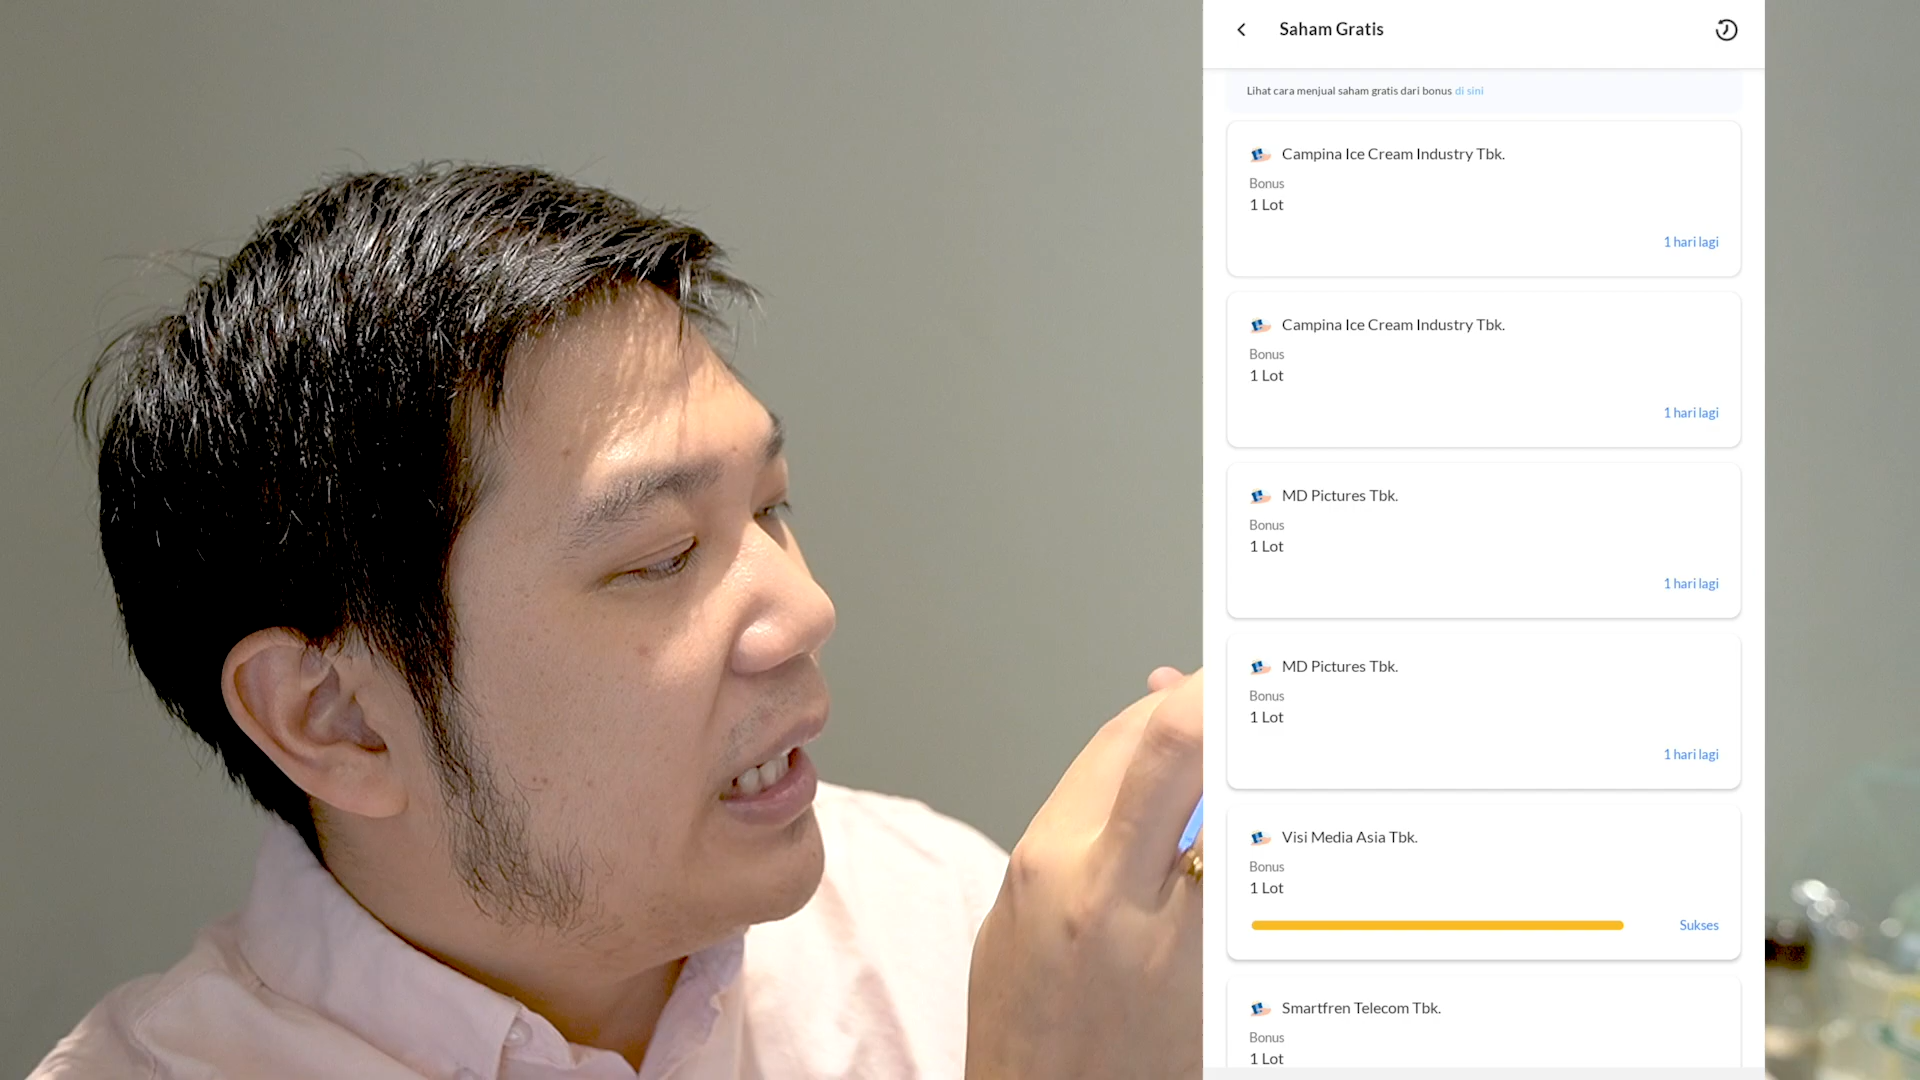 Saham Gratis
Lihat cara menjual saham gratis dari bonus di sini
Campina Ice Cream Industry Tbk.
Bonus
1 Lot
1 hari lagi
Campina Ice Cream Industry Tbk.
Bonus
1 Lot
1 hari lagi
MD Pictures Tbk.
Bonus
1 Lot
1 hari lagi
MD Pictures Tbk.
Bonus
1 Lot
1 hari lagi
Visi Media Asia Tbk.
Bonus
1 Lot
Sukses
Smartfren Telecom Tbk.
Bonus
1 Lot